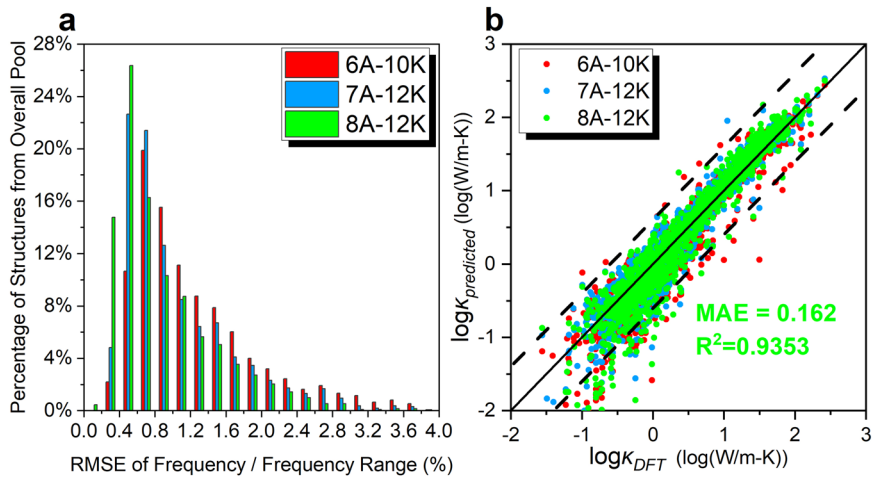 a
28%
24%
20%
16%
12%
8%
4%
0%
Percentage of Structures from Overall Pool
6A-10K
7A-12K
8A-12K
0.0 0.4 0.8 1.2 1.6 2.0 2.4 2.8 3.2 3.6 4.0
RMSE of Frequency / Frequency Range (%)
b
3
2
1
0
-1
-2
logκpredicted (log(W/m-K))
6A-10K
7A-12K
8A-12K
MAE = 0.162
R²=0.9353
-2 -1 0 1 2 3
logκDFT (log(W/m-K))